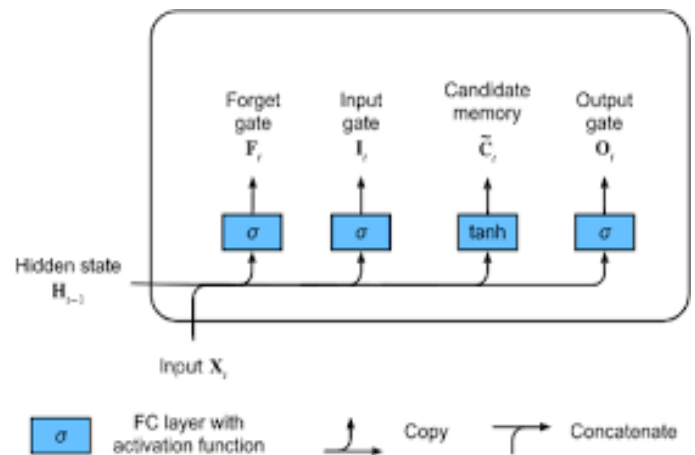 Forget gate F_t
Input gate I_t
Candidate memory C̃_t
Output gate O_t
σ σ tanh σ
Hidden state
H_{t-1}
Input X_t
σ FC layer with activation function
Copy
Concatenate